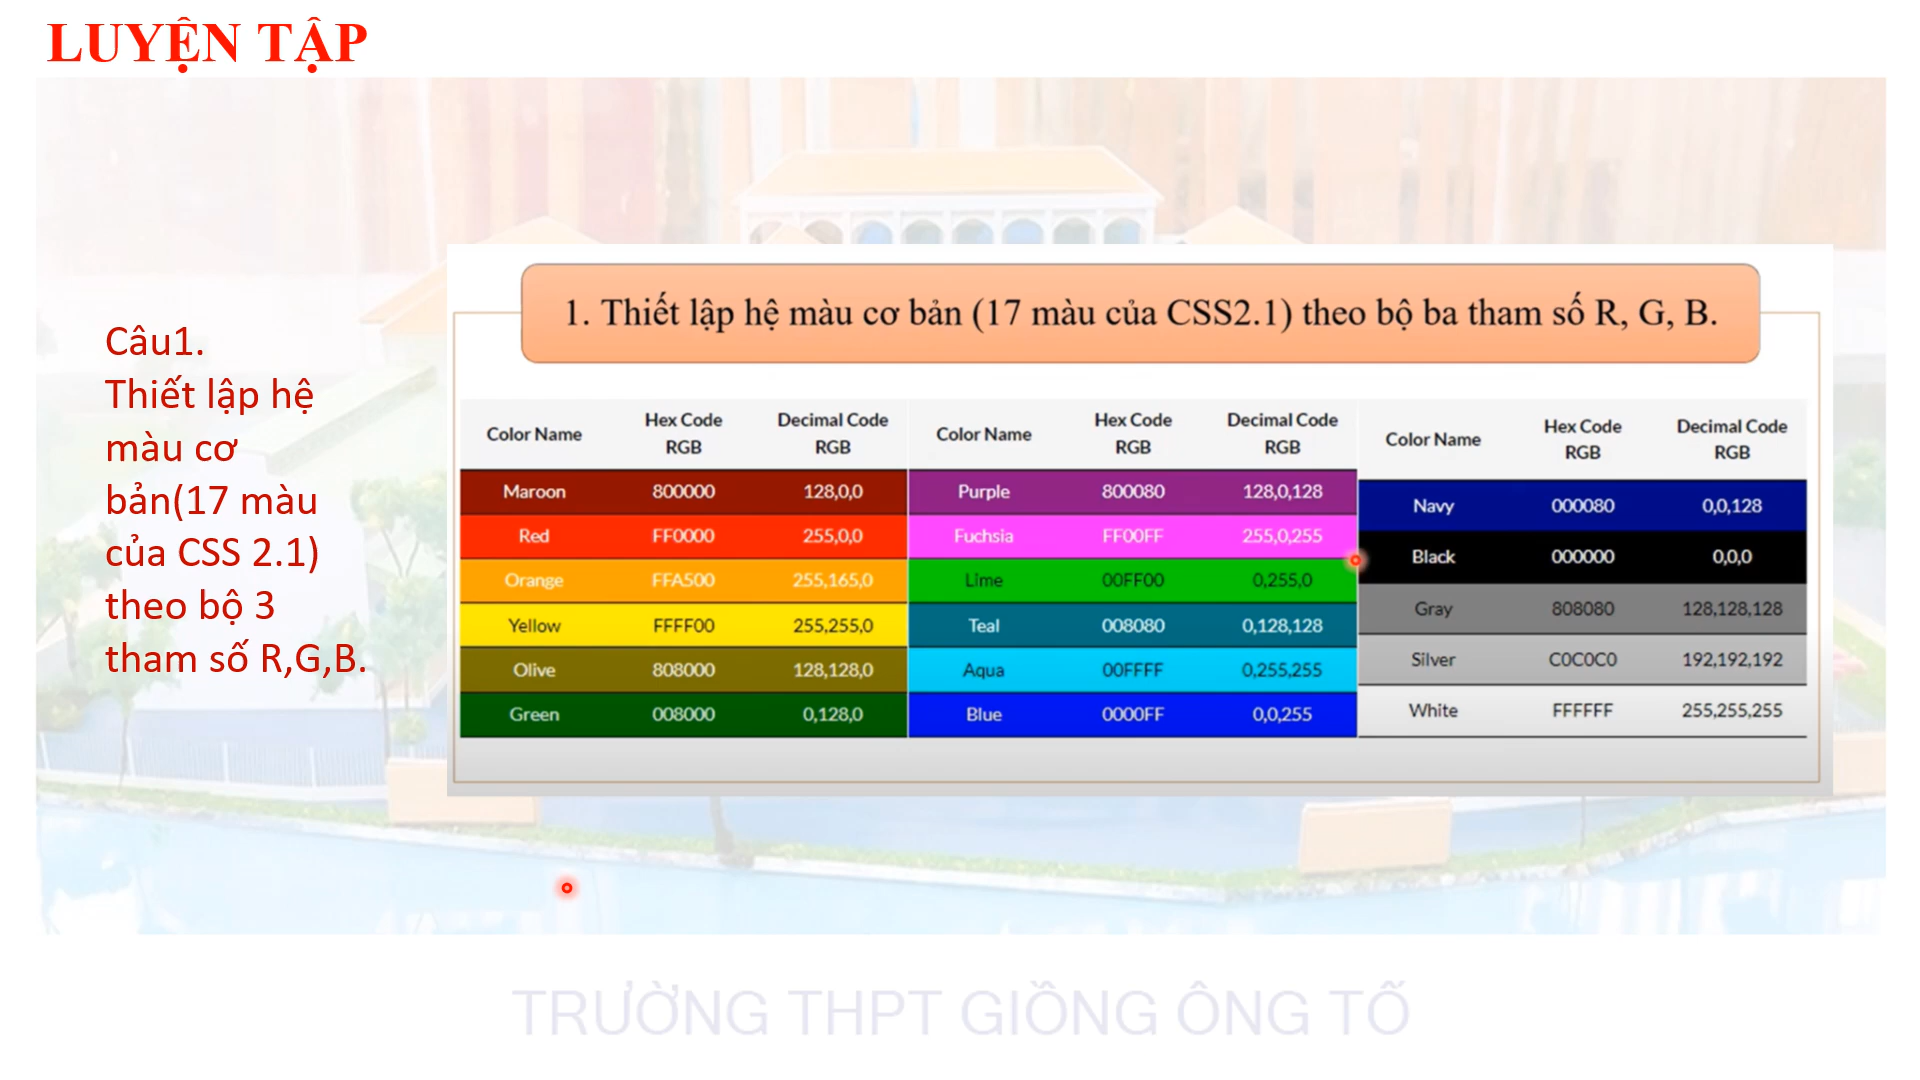 LUYỆN TẬP
Câu1.
Thiết lập hệ
màu cơ
bản(17 màu
của CSS 2.1)
theo bộ 3
tham số R,G,B.
1. Thiết lập hệ màu cơ bản (17 màu của CSS2.1) theo bộ ba tham số R, G, B.
Color Name Hex Code RGB Decimal Code RGB
Maroon 800000 128,0,0
Red FF0000 255,0,0
Orange FFA500 255,165,0
Yellow FFFF00 255,255,0
Olive 808000 128,128,0
Green 008000 0,128,0
Color Name Hex Code RGB Decimal Code RGB
Purple 800080 128,0,128
Fuchsia FF00FF 255,0,255
Lime 00FF00 0,255,0
Teal 008080 0,128,128
Aqua 00FFFF 0,255,255
Blue 0000FF 0,0,255
Color Name Hex Code RGB Decimal Code RGB
Navy 000080 0,0,128
Black 000000 0,0,0
Gray 808080 128,128,128
Silver C0C0C0 192,192,192
White FFFFFF 255,255,255
TRƯỜNG THPT GIỒNG ÔNG TỐ